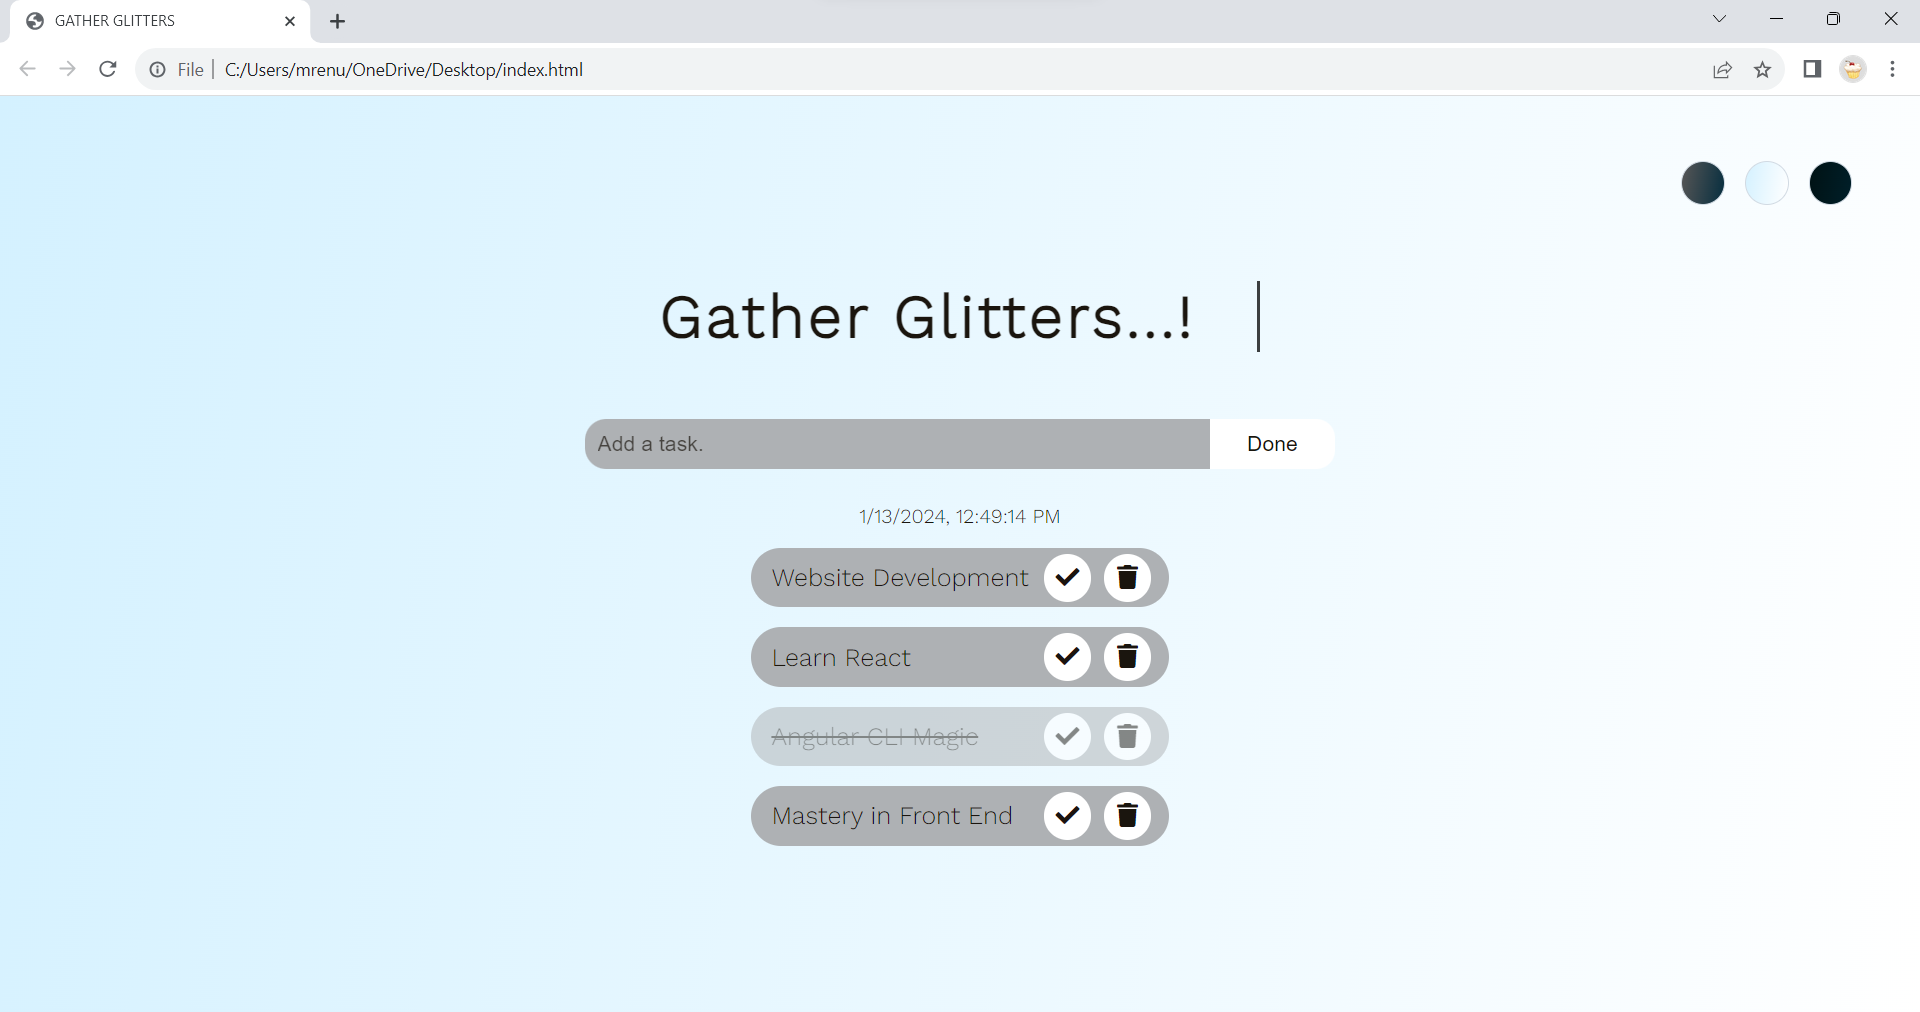 GATHER GLITTERS
File C:/Users/mrenu/OneDrive/Desktop/index.html
Gather Glitters...!
Add a task. Done
1/13/2024, 12:49:14 PM
Website Development
Learn React
Angular CLI Magic
Mastery in Front End